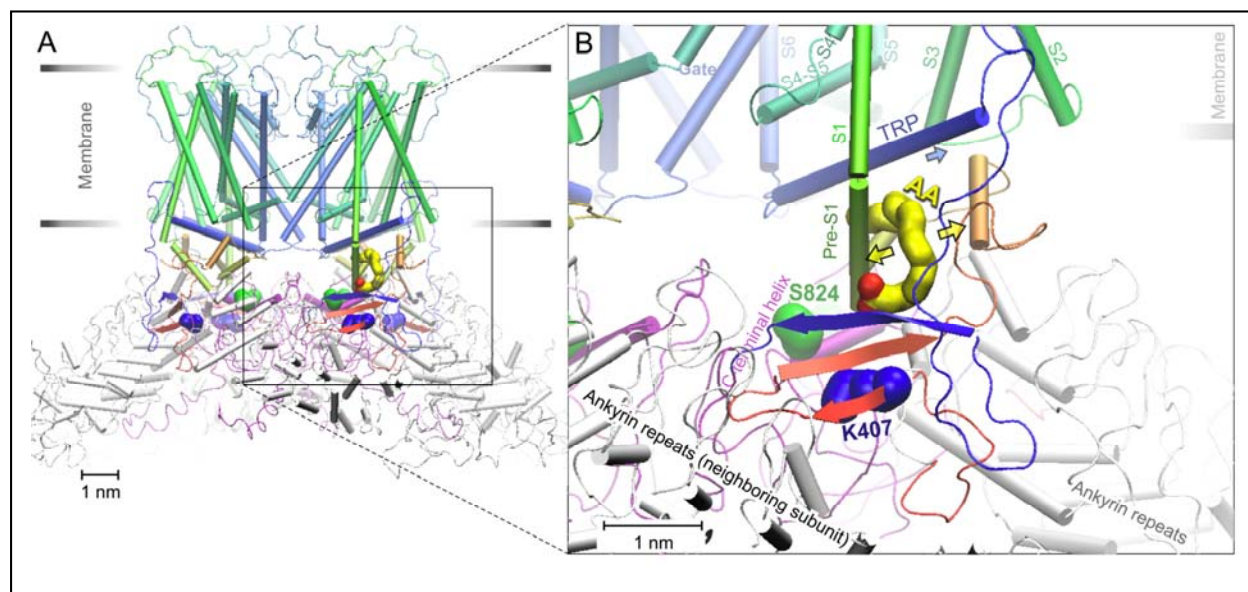 A
Membrane
1 nm
B
S6
S4
S5
S4-S5
Gate
S3
S2
S1
TRP
Membrane
AA
Pre-S1
S824
C-terminal helix
K407
Ankyrin repeats (neighboring subunit)
Ankyrin repeats
1 nm